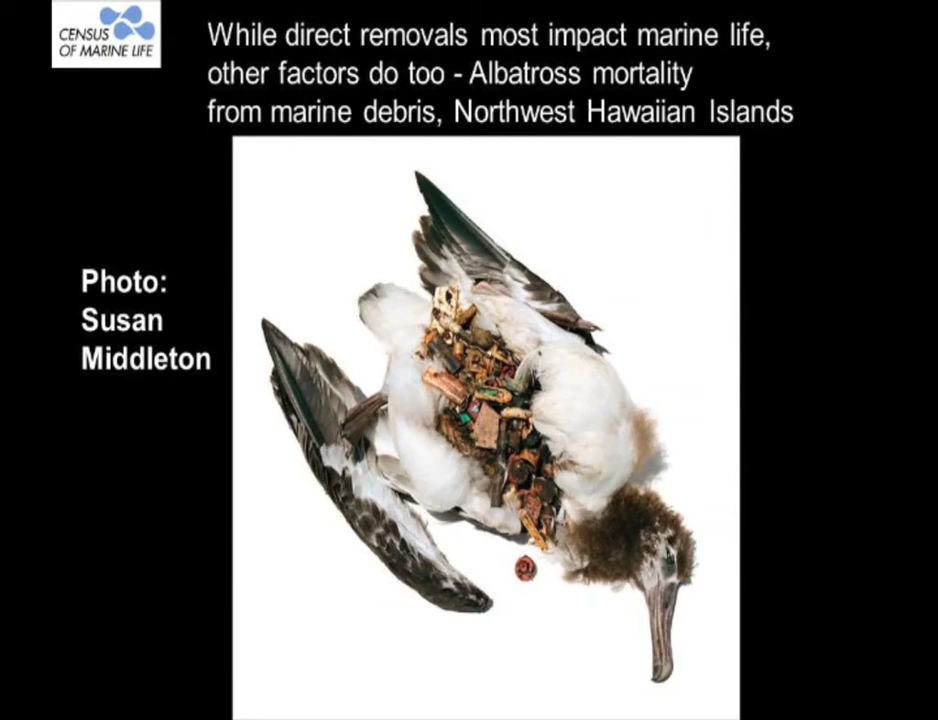 CENSUS
OF MARINE LIFE
While direct removals most impact marine life,
other factors do too - Albatross mortality
from marine debris, Northwest Hawaiian Islands
Photo:
Susan
Middleton